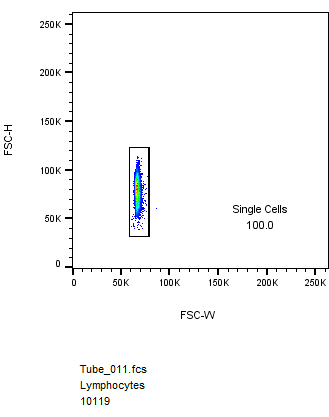 250K
200K
150K
100K
50K
0
FSC-H
Single Cells
100.0
0
50K
100K
150K
200K
250K
FSC-W
Tube_011.fcs
Lymphocytes
10119